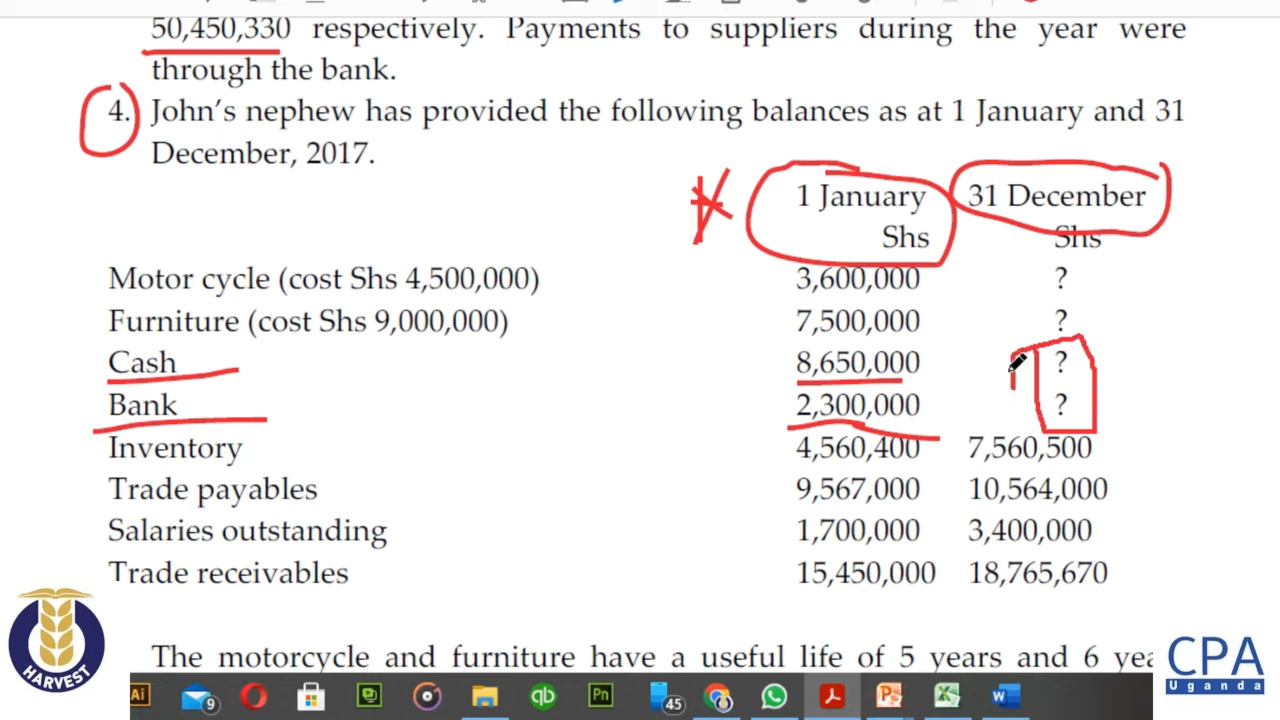 50,450,330 respectively. Payments to suppliers during the year were
through the bank.
4. John's nephew has provided the following balances as at 1 January and 31
December, 2017.
1 January 31 December
Shs Shs
Motor cycle (cost Shs 4,500,000) 3,600,000 ?
Furniture (cost Shs 9,000,000) 7,500,000 ?
Cash 8,650,000 ?
Bank 2,300,000 ?
Inventory 4,560,400 7,560,500
Trade payables 9,567,000 10,564,000
Salaries outstanding 1,700,000 3,400,000
Trade receivables 15,450,000 18,765,670
The motorcycle and furniture have a useful life of 5 years and 6
HARVEST
CPA
Uganda
Ai 9 qb Pn 45 P X W